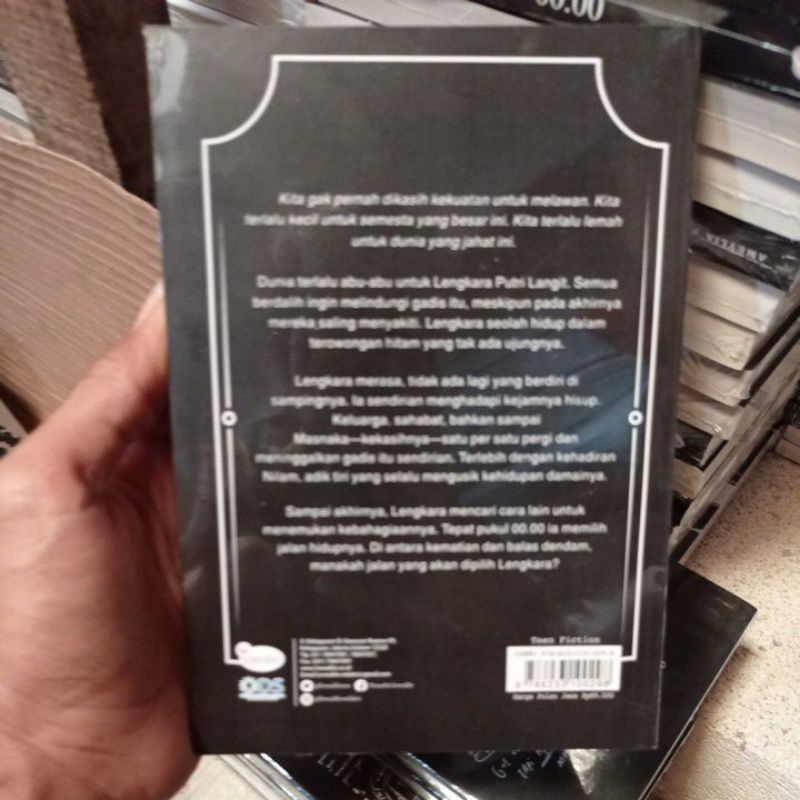 00.00
Kita gak pernah dikasih kekuatan untuk melawan. Kita
terlalu kecil untuk semesta yang besar ini. Kita terlalu lemah
untuk dunia yang jahat ini.
Dunia terlalu abu-abu untuk Lengkara Putri Langit. Semua
berdalih ingin melindungi gadis itu, meskipun pada akhirnya
mereka saling menyakiti. Lengkara seolah hidup dalam
terowongan hitam yang tak ada ujungnya.
Lengkara merasa, tidak ada lagi yang berdiri di
sampingnya. Ia sendirian menghadapi kejamnya hisup.
Keluarga, sahabat, bahkan sampai
Masnaka—kekasihnya—satu per satu pergi dan
meninggalkan gadis itu sendirian. Terlebih dengan kehadiran
Nilam, adik tiri yang selalu mengusik kehidupan damainya.
Sampai akhirnya, Lengkara mencari cara lain untuk
menemukan kebahagiaannya. Tepat pukul 00.00 ia memilih
jalan hidupnya. Di antara kematian dan balas dendam,
manakah jalan yang akan dipilih Lengkara?
Teen Fiction
ISBN
Harga Pulau Jawa